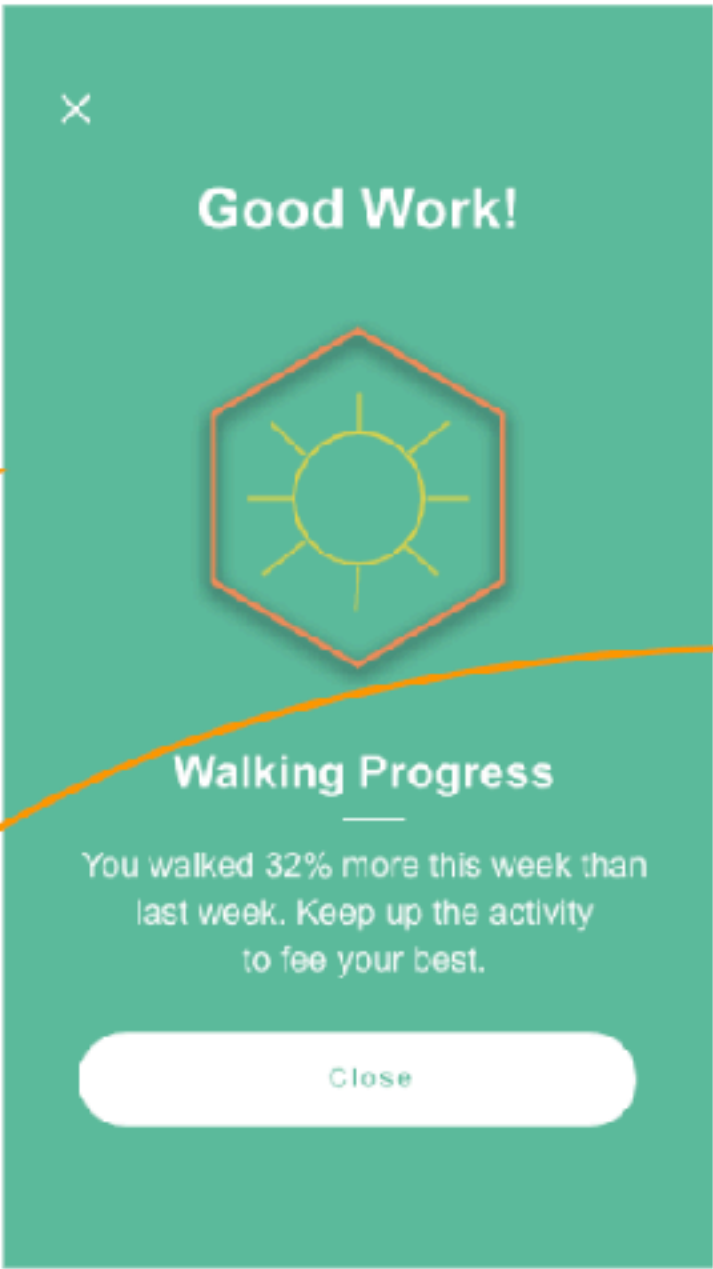 Good Work!
Walking Progress
You walked 32% more this week than
last week. Keep up the activity
to fee your best.
Close